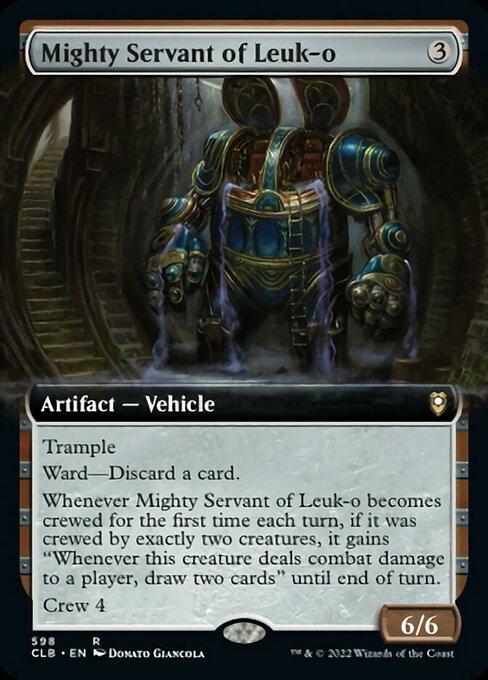 Mighty Servant of Leuk-o 3
Artifact — Vehicle
Trample
Ward—Discard a card.
Whenever Mighty Servant of Leuk-o becomes
crewed for the first time each turn, if it was
crewed by exactly two creatures, it gains
“Whenever this creature deals combat damage
to a player, draw two cards” until end of turn.
Crew 4
6/6
598 R
CLB • EN Donato Giancola
™ & © 2022 Wizards of the Coast